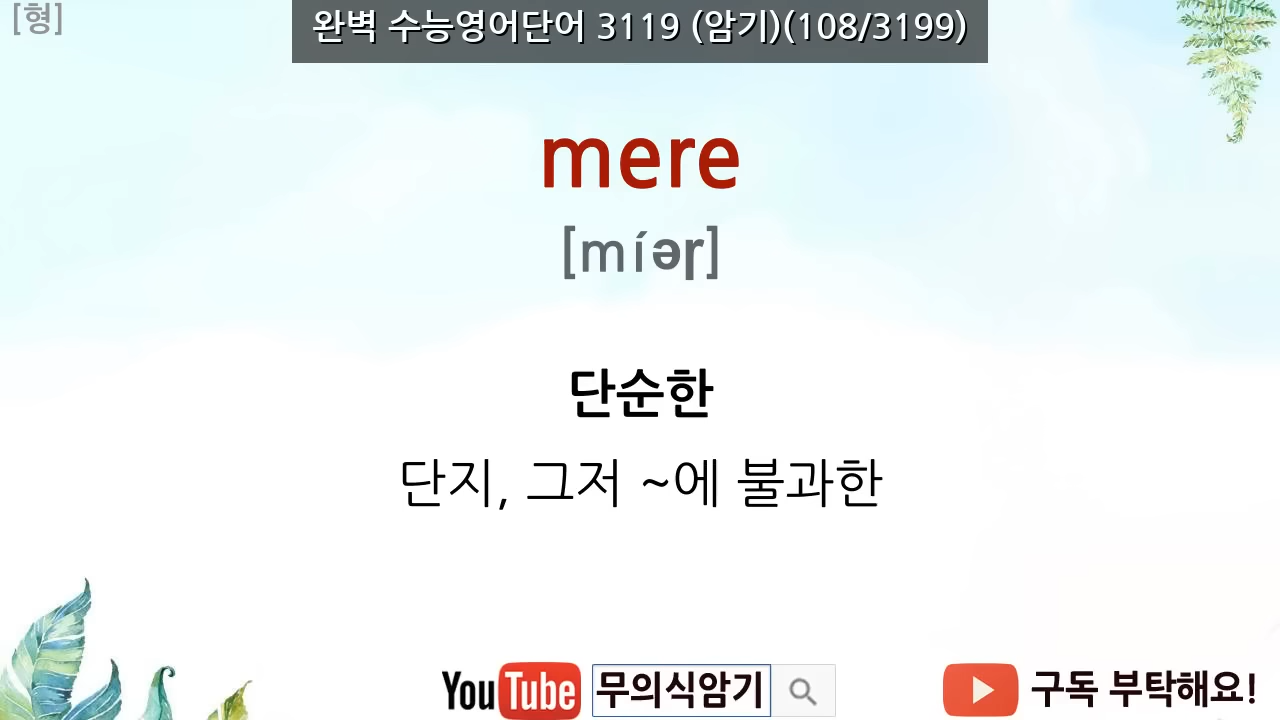 [형]
완벽 수능영어단어 3119 (암기)(108/3199)
mere
[míəɼ]
단순한
단지, 그저 ~에 불과한
YouTube 무의식암기
구독 부탁해요!